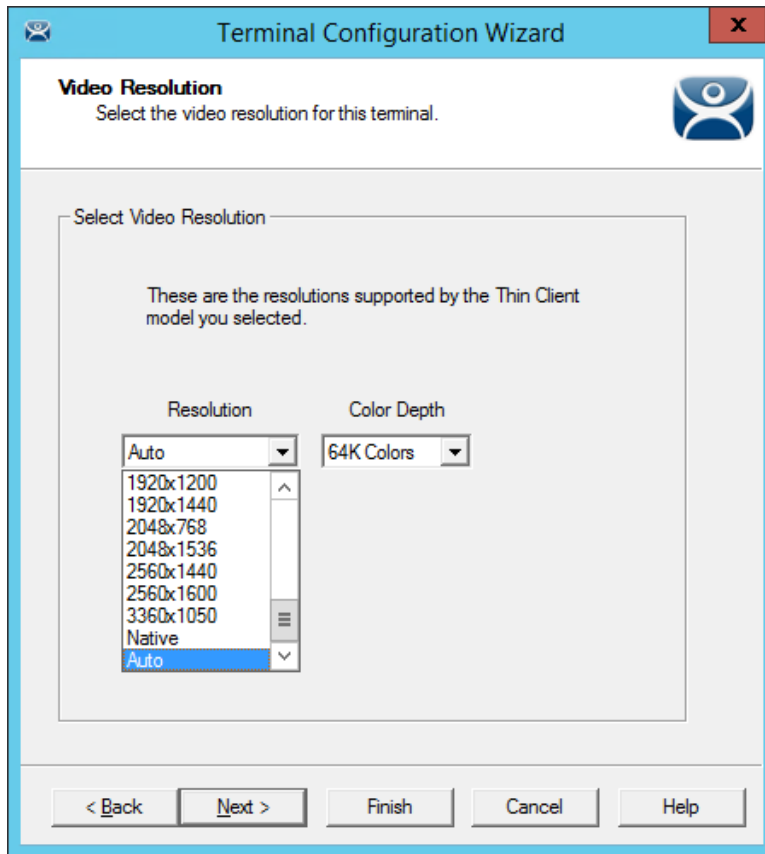 Terminal Configuration Wizard
x
Video Resolution
Select the video resolution for this terminal.
Select Video Resolution
These are the resolutions supported by the Thin Client
model you selected.
Resolution Color Depth
Auto 64K Colors
1920x1200
1920x1440
2048x768
2048x1536
2560x1440
2560x1600
3360x1050
Native
Auto
< Back Next > Finish Cancel Help